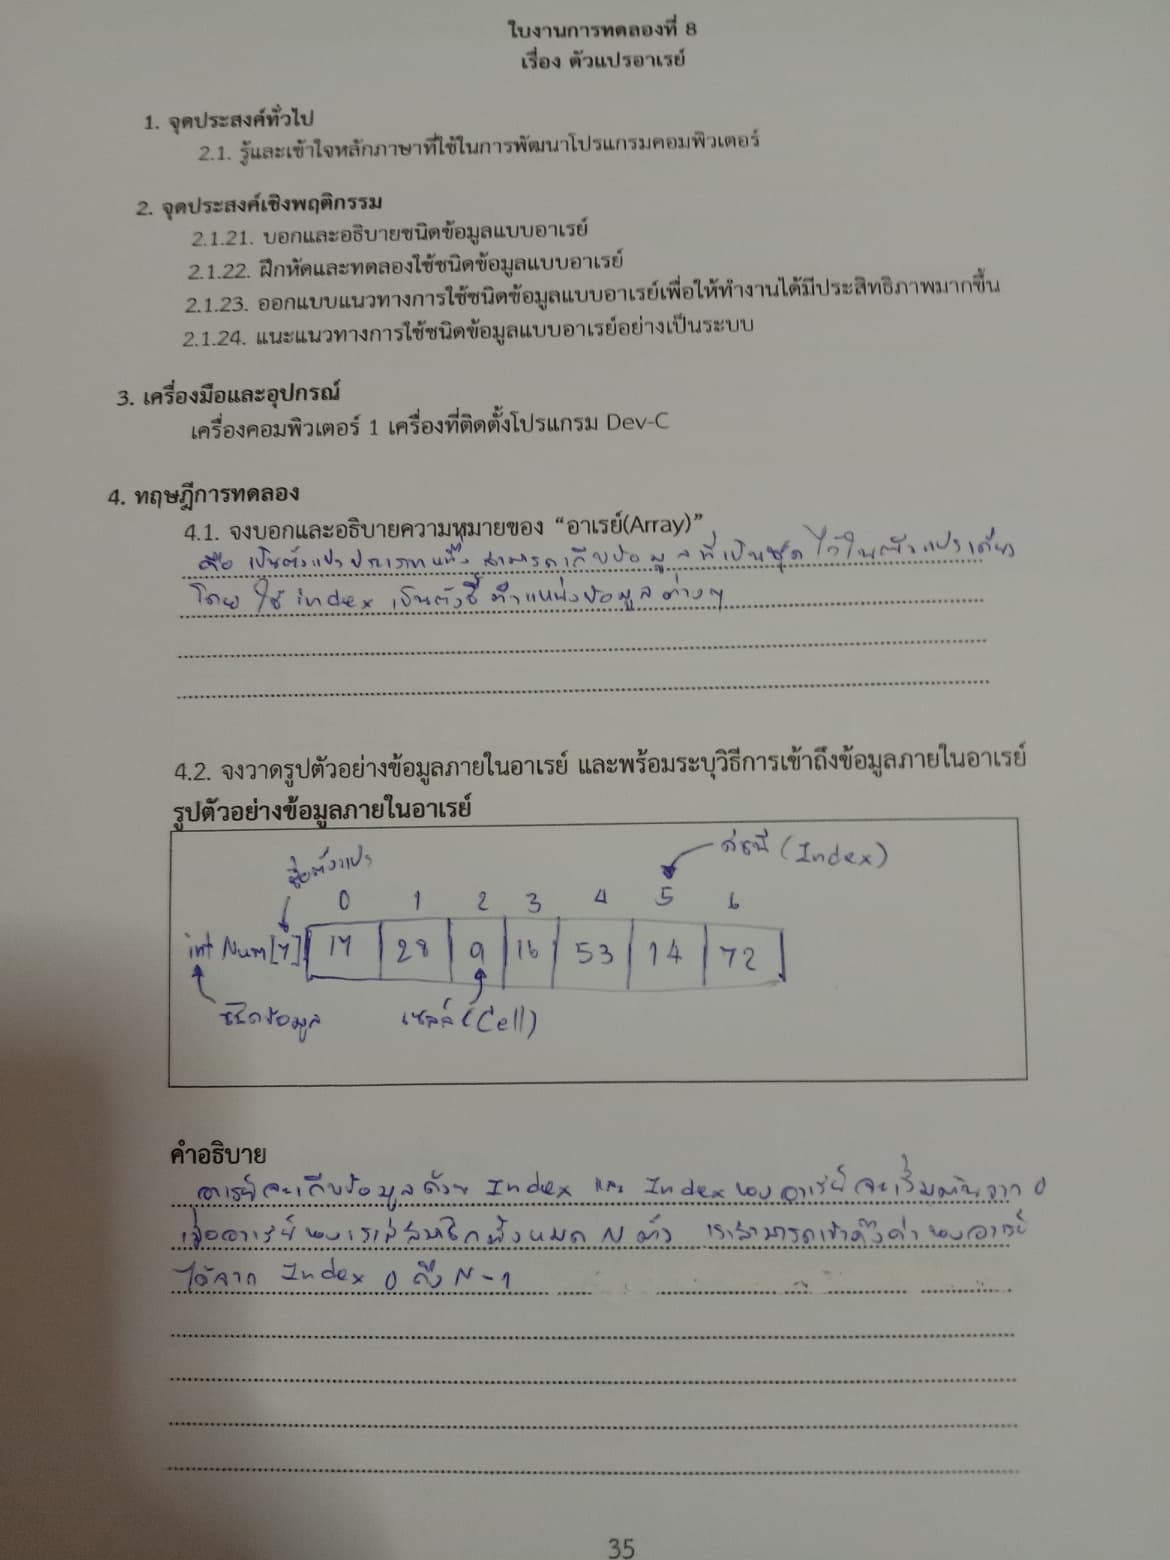 ใบงานการทดลองที่ 8
เรื่อง ตัวแปรอาเรย์
1. จุดประสงค์ทั่วไป
2.1. รู้และเข้าใจหลักภาษาที่ใช้ในการพัฒนาโปรแกรมคอมพิวเตอร์
2. จุดประสงค์เชิงพฤติกรรม
2.1.21. บอกและอธิบายชนิดข้อมูลแบบอาเรย์
2.1.22. ฝึกหัดและทดลองใช้ชนิดข้อมูลแบบอาเรย์
2.1.23. ออกแบบแนวทางการใช้ชนิดข้อมูลแบบอาเรย์เพื่อให้ทำงานได้มีประสิทธิภาพมากขึ้น
2.1.24. แนะแนวทางการใช้ชนิดข้อมูลแบบอาเรย์อย่างเป็นระบบ
3. เครื่องมือและอุปกรณ์
เครื่องคอมพิวเตอร์ 1 เครื่องที่ติดตั้งโปรแกรม Dev-C
4. ทฤษฎีการทดลอง
4.1. จงบอกและอธิบายความหมายของ “อาเรย์(Array)”
คือ เป็นตัวแปรประเภทหนึ่ง สามารถเก็บข้อมูลที่เป็นชุด ไว้ในตัวแปรเดียว
โดย ใช้ index เป็นตัวชี้ ตำแหน่งข้อมูลต่างๆ
4.2. จงวาดรูปตัวอย่างข้อมูลภายในอาเรย์ และพร้อมระบุวิธีการเข้าถึงข้อมูลภายในอาเรย์
รูปตัวอย่างข้อมูลภายในอาเรย์
ชื่อตัวแปร ดัชนี (Index)
0 1 2 3 4 5 6
int Num[7] 17 28 9 16 53 14 72
ชนิดข้อมูล เซลล์ (Cell)
คำอธิบาย
อาเรย์จะเก็บข้อมูลด้วย Index และ Index ของอาเรย์จะเริ่มต้นจาก 0
เมื่ออาเรย์ของเรามีสมาชิกทั้งหมด N ตัว เราสามารถเข้าถึงค่าของอาเรย์
ได้จาก Index 0 ถึง N-1
35